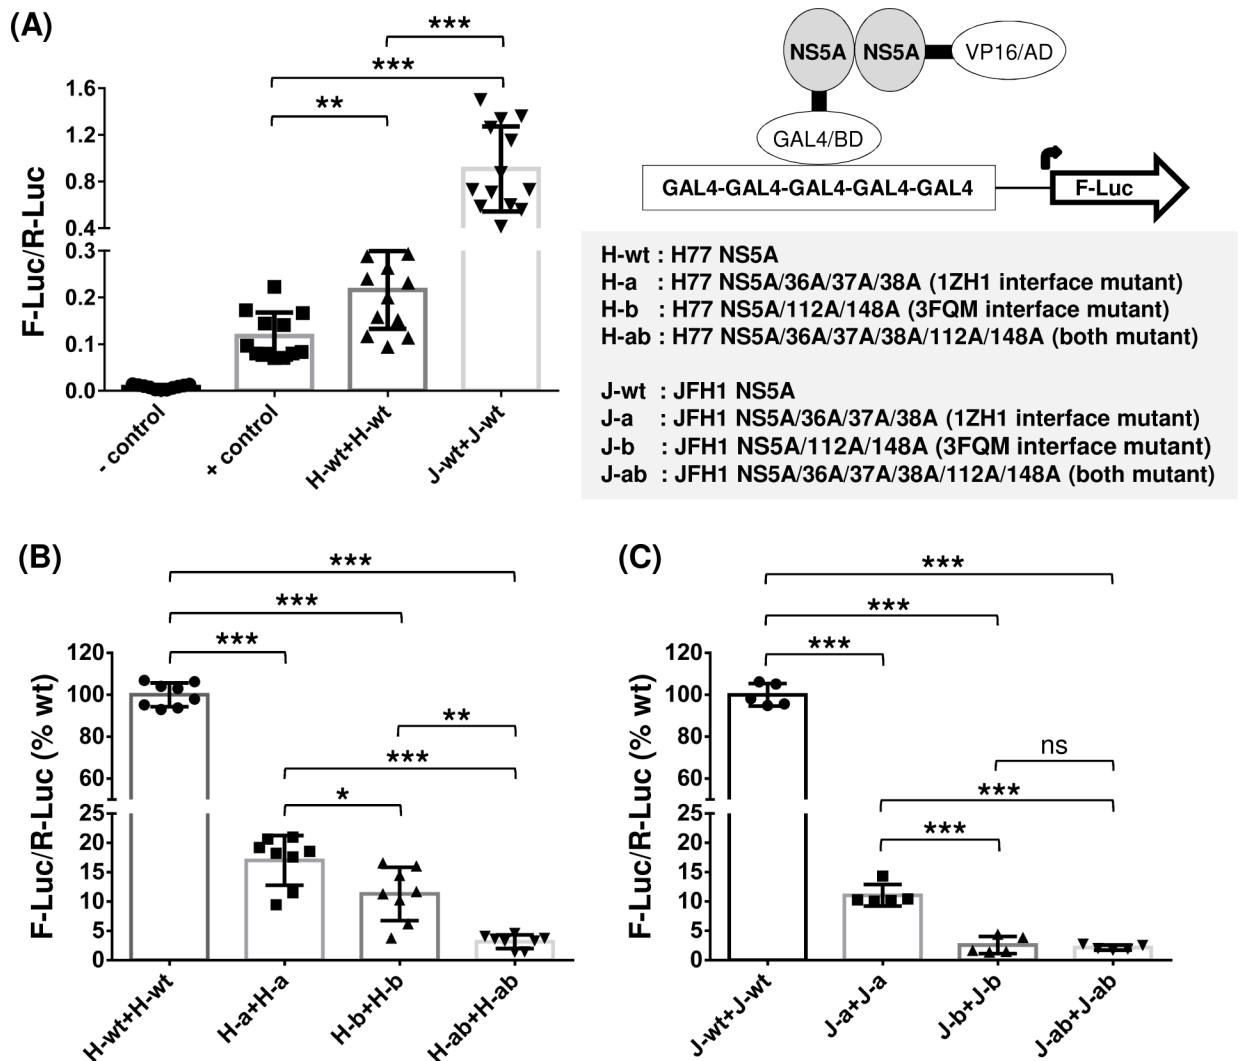 (A)
***
***
**
F-Luc/R-Luc
1.6
1.2
0.8
0.4
0.3
0.2
0.1
0.0
- control
+ control
H-wt+H-wt
J-wt+J-wt
NS5A NS5A VP16/AD
GAL4/BD
GAL4-GAL4-GAL4-GAL4-GAL4 F-Luc
H-wt : H77 NS5A
H-a : H77 NS5A/36A/37A/38A (1ZH1 interface mutant)
H-b : H77 NS5A/112A/148A (3FQM interface mutant)
H-ab : H77 NS5A/36A/37A/38A/112A/148A (both mutant)
J-wt : JFH1 NS5A
J-a : JFH1 NS5A/36A/37A/38A (1ZH1 interface mutant)
J-b : JFH1 NS5A/112A/148A (3FQM interface mutant)
J-ab : JFH1 NS5A/36A/37A/38A/112A/148A (both mutant)
(B)
***
***
***
**
***
*
F-Luc/R-Luc (% wt)
120
100
80
60
25
20
15
10
5
0
H-wt+H-wt
H-a+H-a
H-b+H-b
H-ab+H-ab
(C)
***
***
***
ns
***
***
F-Luc/R-Luc (% wt)
120
100
80
60
25
20
15
10
5
0
J-wt+J-wt
J-a+J-a
J-b+J-b
J-ab+J-ab